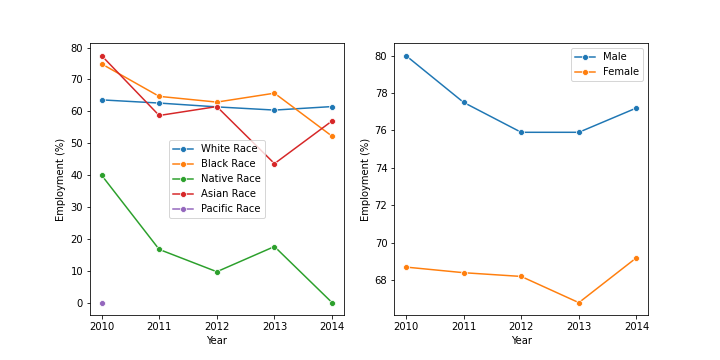 80
70
60
50
40
30
20
10
0
Employment (%)
2010 2011 2012 2013 2014
Year
White Race
Black Race
Native Race
Asian Race
Pacific Race
80
78
76
74
72
70
68
Employment (%)
2010 2011 2012 2013 2014
Year
Male
Female